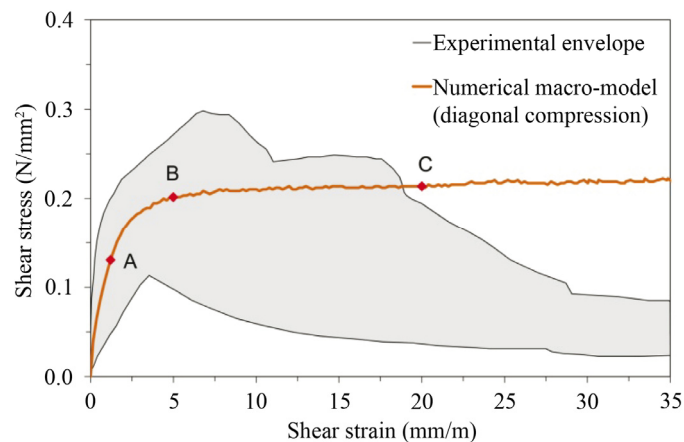 0.4
0.3
0.2
0.1
0.0
Shear stress (N/mm²)
Experimental envelope
Numerical macro-model
(diagonal compression)
A
B
C
0 5 10 15 20 25 30 35
Shear strain (mm/m)